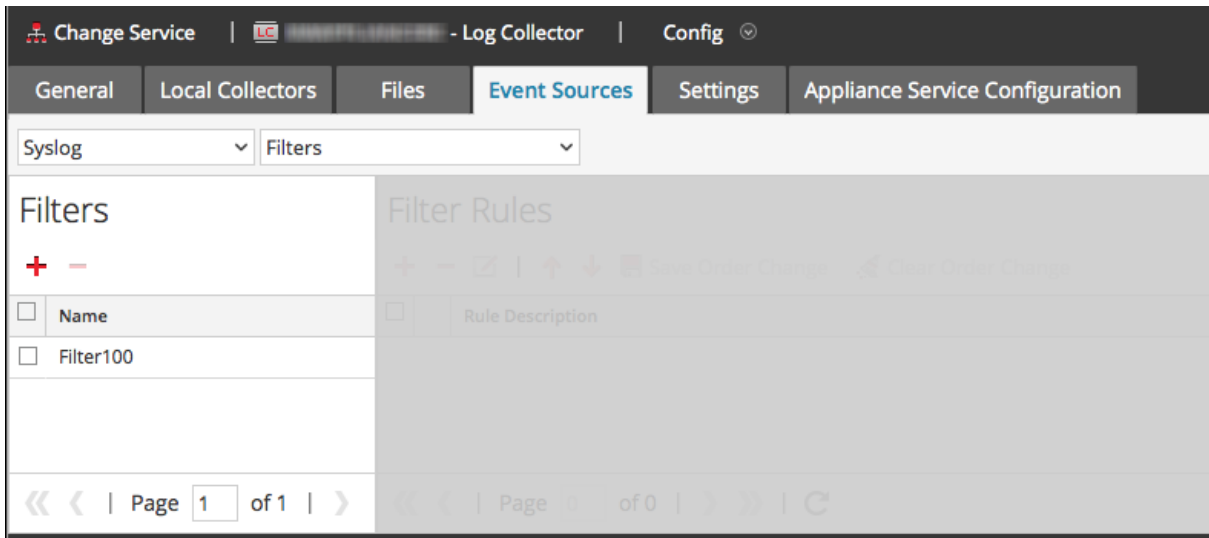 Change Service | LC - Log Collector | Config
General Local Collectors Files Event Sources Settings Appliance Service Configuration
Syslog Filters
Filters Filter Rules
Save Order Change Clear Order Change
Name Rule Description
Filter100
| Page 1 of 1 | | Page 0 of 0 | |